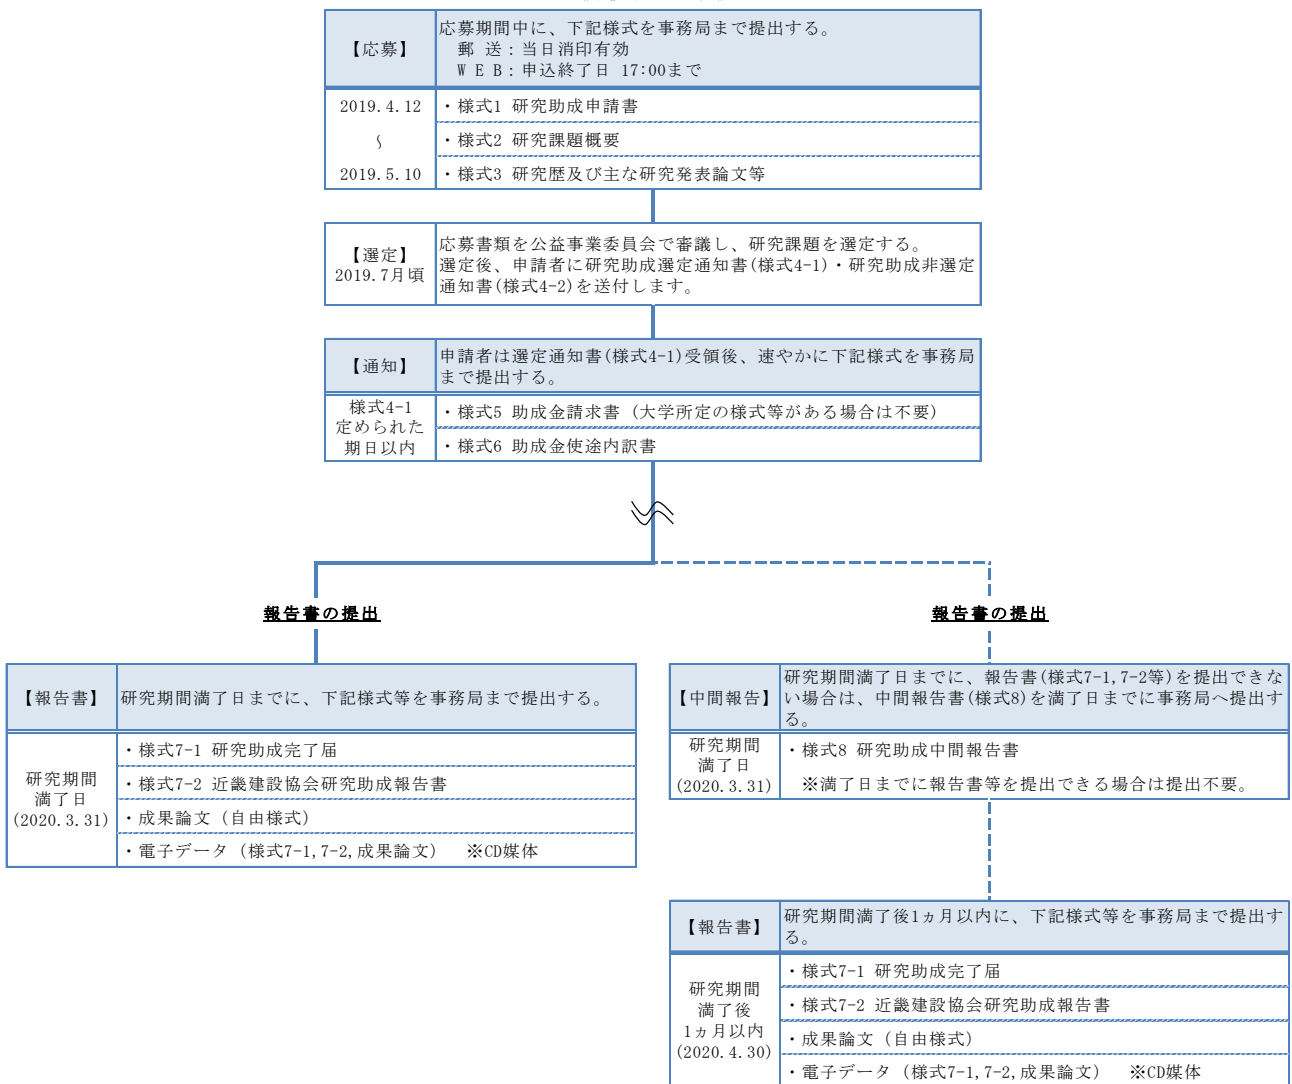 応募期間中に、下記様式を事務局まで提出する。
【応募】
郵 送：当日消印有効
ＷＥＢ：申込終了日 17:00まで
2019.4.12
～
2019.5.10
・様式1 研究助成申請書
・様式2 研究課題概要
・様式3 研究歴及び主な研究発表論文等
【選定】
2019.7月頃
応募書類を公益事業委員会で審議し、研究課題を選定する。
選定後、申請者に研究助成選定通知書(様式4-1)・研究助成非選定
通知書(様式4-2)を送付します。
【通知】
申請者は選定通知書(様式4-1)受領後、速やかに下記様式を事務局
まで提出する。
様式4-1
定められた
期日以内
・様式5 助成金請求書（大学所定の様式等がある場合は不要）
・様式6 助成金使途内訳書
報告書の提出
【報告書】
研究期間満了日までに、下記様式等を事務局まで提出する。
研究期間
満了日
(2020.3.31)
・様式7-1 研究助成完了届
・様式7-2 近畿建設協会研究助成報告書
・成果論文（自由様式）
・電子データ（様式7-1,7-2,成果論文）　※CD媒体
報告書の提出
【中間報告】
研究期間満了日までに、報告書(様式7-1,7-2等)を提出できな
い場合は、中間報告書(様式8)を満了日までに事務局へ提出す
る。
研究期間
満了日
(2020.3.31)
・様式8 研究助成中間報告書
※満了日までに報告書等を提出できる場合は提出不要。
【報告書】
研究期間満了後1ヵ月以内に、下記様式等を事務局まで提出す
る。
研究期間
満了後
1ヵ月以内
(2020.4.30)
・様式7-1 研究助成完了届
・様式7-2 近畿建設協会研究助成報告書
・成果論文（自由様式）
・電子データ（様式7-1,7-2,成果論文）　※CD媒体